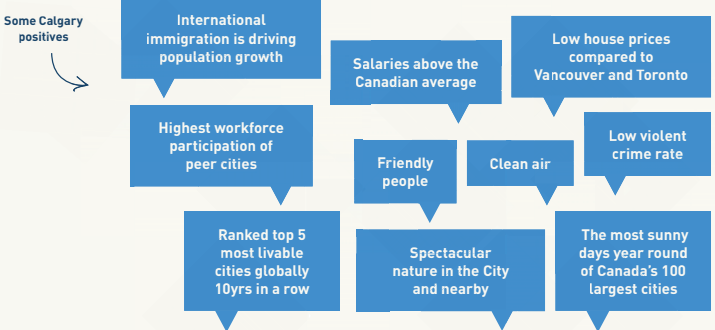 Some Calgary
positives
International
immigration is driving
population growth
Salaries above the
Canadian average
Low house prices
compared to
Vancouver and Toronto
Highest workforce
participation of
peer cities
Friendly
people
Clean air
Low violent
crime rate
Ranked top 5
most livable
cities globally
10yrs in a row
Spectacular
nature in the City
and nearby
The most sunny
days year round
of Canada's 100
largest cities